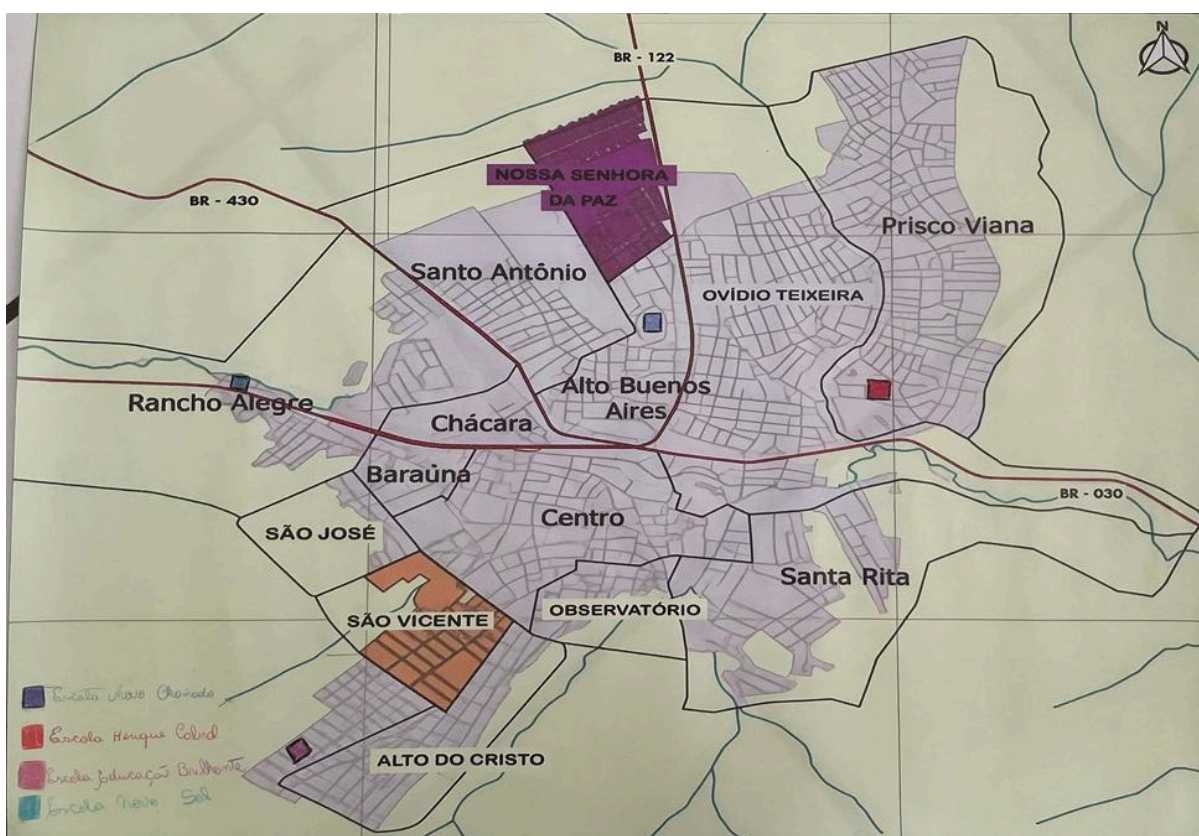 N
BR - 122
NOSSA SENHORA
DA PAZ
BR - 430
Prisco Viana
Santo Antônio
OVÍDIO TEIXEIRA
Alto Buenos
Aires
Rancho Alegre
Chácara
Baraúna
BR - 030
Centro
SÃO JOSÉ
Santa Rita
OBSERVATÓRIO
SÃO VICENTE
ALTO DO CRISTO
Escola Novo
Escola Henque Cabral
Escola Educação Brilhante
Escola Novo Sol